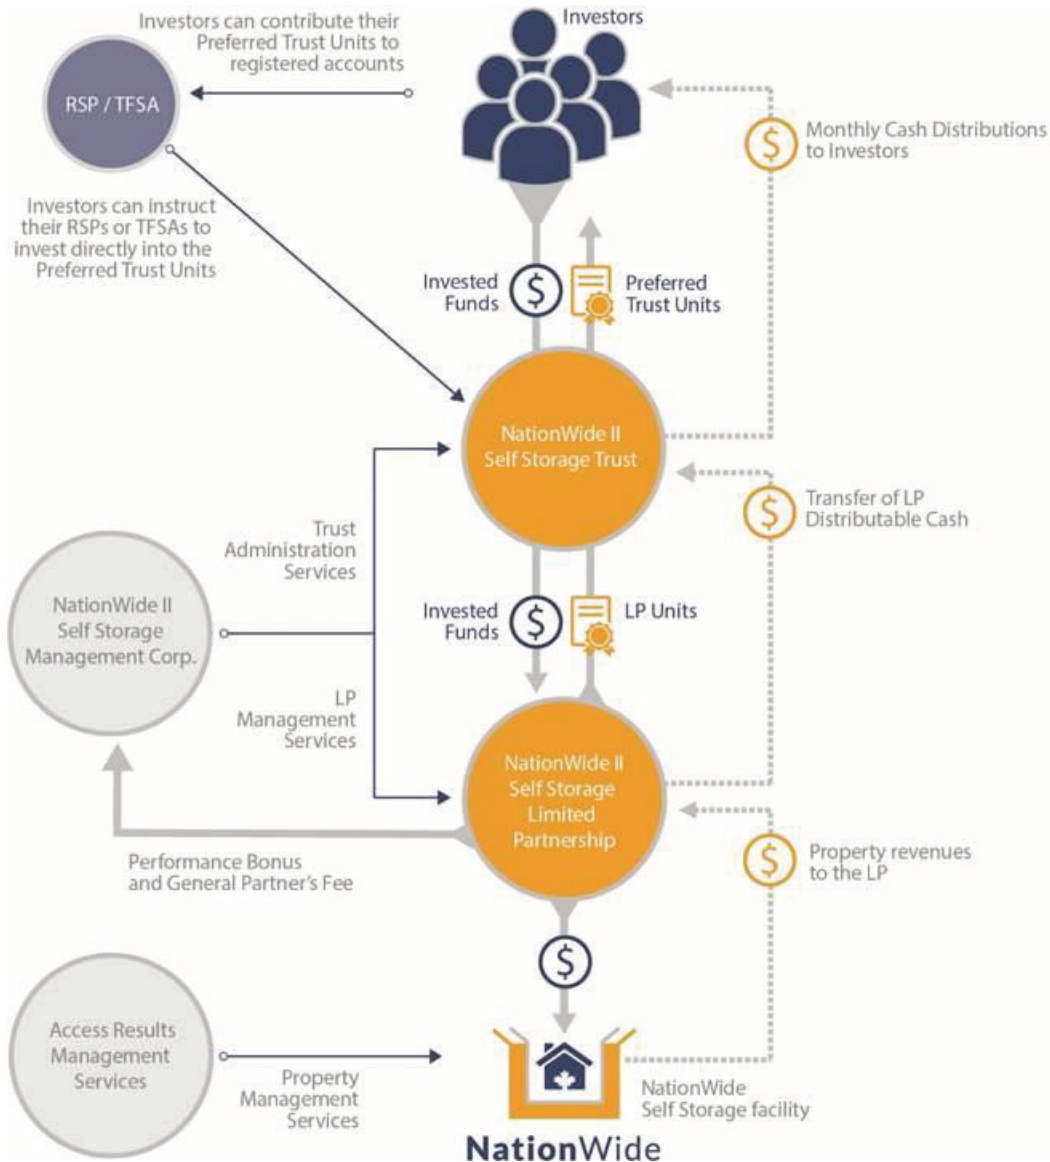 Investors can contribute their
Preferred Trust Units to
registered accounts
Investors
RSP / TFSA
Monthly Cash Distributions
to Investors
Investors can instruct
their RSPs or TFSAs to
invest directly into the
Preferred Trust Units
Invested
Funds
$
Preferred
Trust Units
$
NationWide II
Self Storage Trust
Transfer of LP
Distributable Cash
$
Trust
Administration
Services
NationWide II
Self Storage
Management Corp.
Invested
Funds
$
LP Units
LP
Management
Services
NationWide II
Self Storage
Limited
Partnership
Performance Bonus
and General Partner's Fee
$
Property revenues
to the LP
$
Access Results
Management
Services
Property
Management
Services
NationWide
Self Storage facility
NationWide